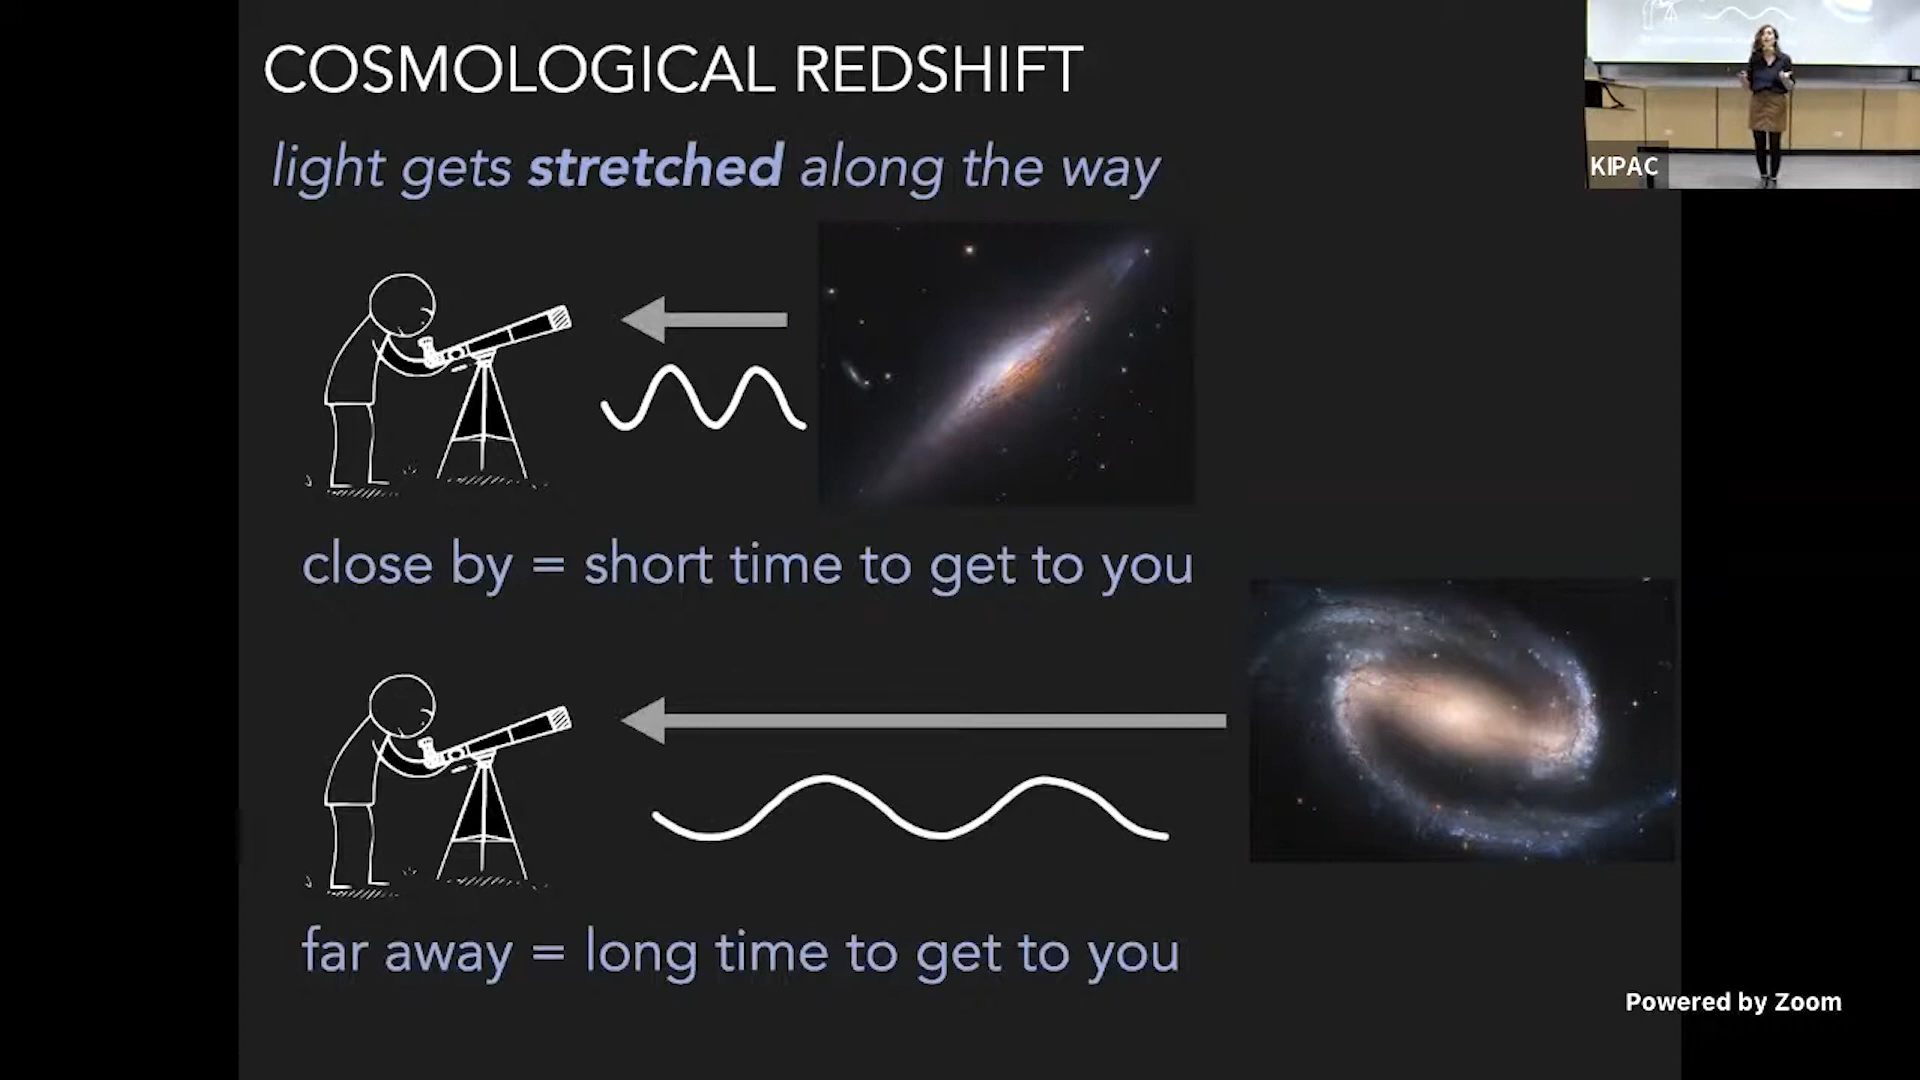 COSMOLOGICAL REDSHIFT
light gets stretched along the way
KIPAC
close by = short time to get to you
far away = long time to get to you
Powered by Zoom